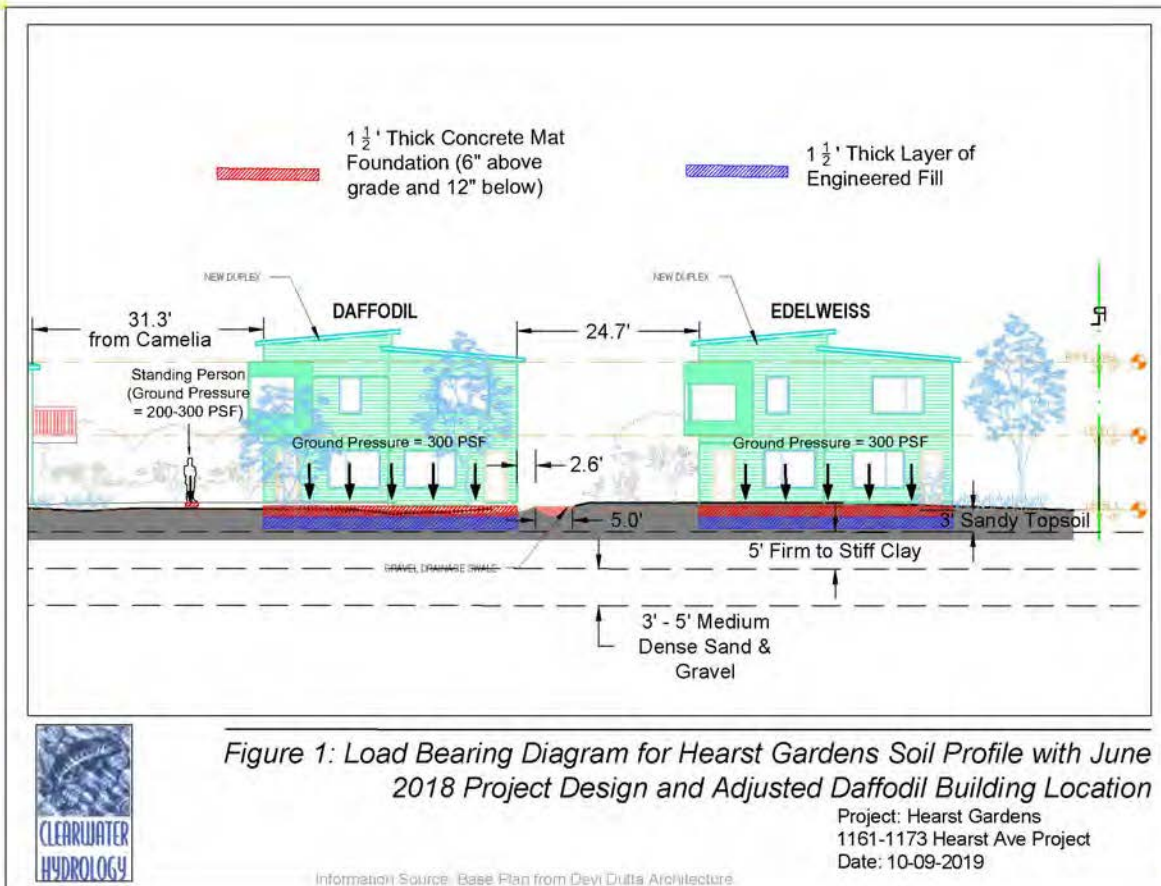 1 1/2' Thick Concrete Mat
Foundation (6" above
grade and 12" below)
1 1/2' Thick Layer of
Engineered Fill
NEW DUPLEX
DAFFODIL
NEW DUPLEX
EDELWEISS
31.3'
from Camelia
24.7'
Standing Person
(Ground Pressure
= 200-300 PSF)
Ground Pressure = 300 PSF
Ground Pressure = 300 PSF
2.6'
5.0'
3' Sandy Topsoil
5' Firm to Stiff Clay
GRAVEL DRAINAGE SWALE
3' - 5' Medium
Dense Sand &
Gravel
Figure 1: Load Bearing Diagram for Hearst Gardens Soil Profile with June
2018 Project Design and Adjusted Daffodil Building Location
Project: Hearst Gardens
1161-1173 Hearst Ave Project
Date: 10-09-2019
CLEARWATER
HYDROLOGY
Information Source: Base Plan from Devi Dutta Architecture